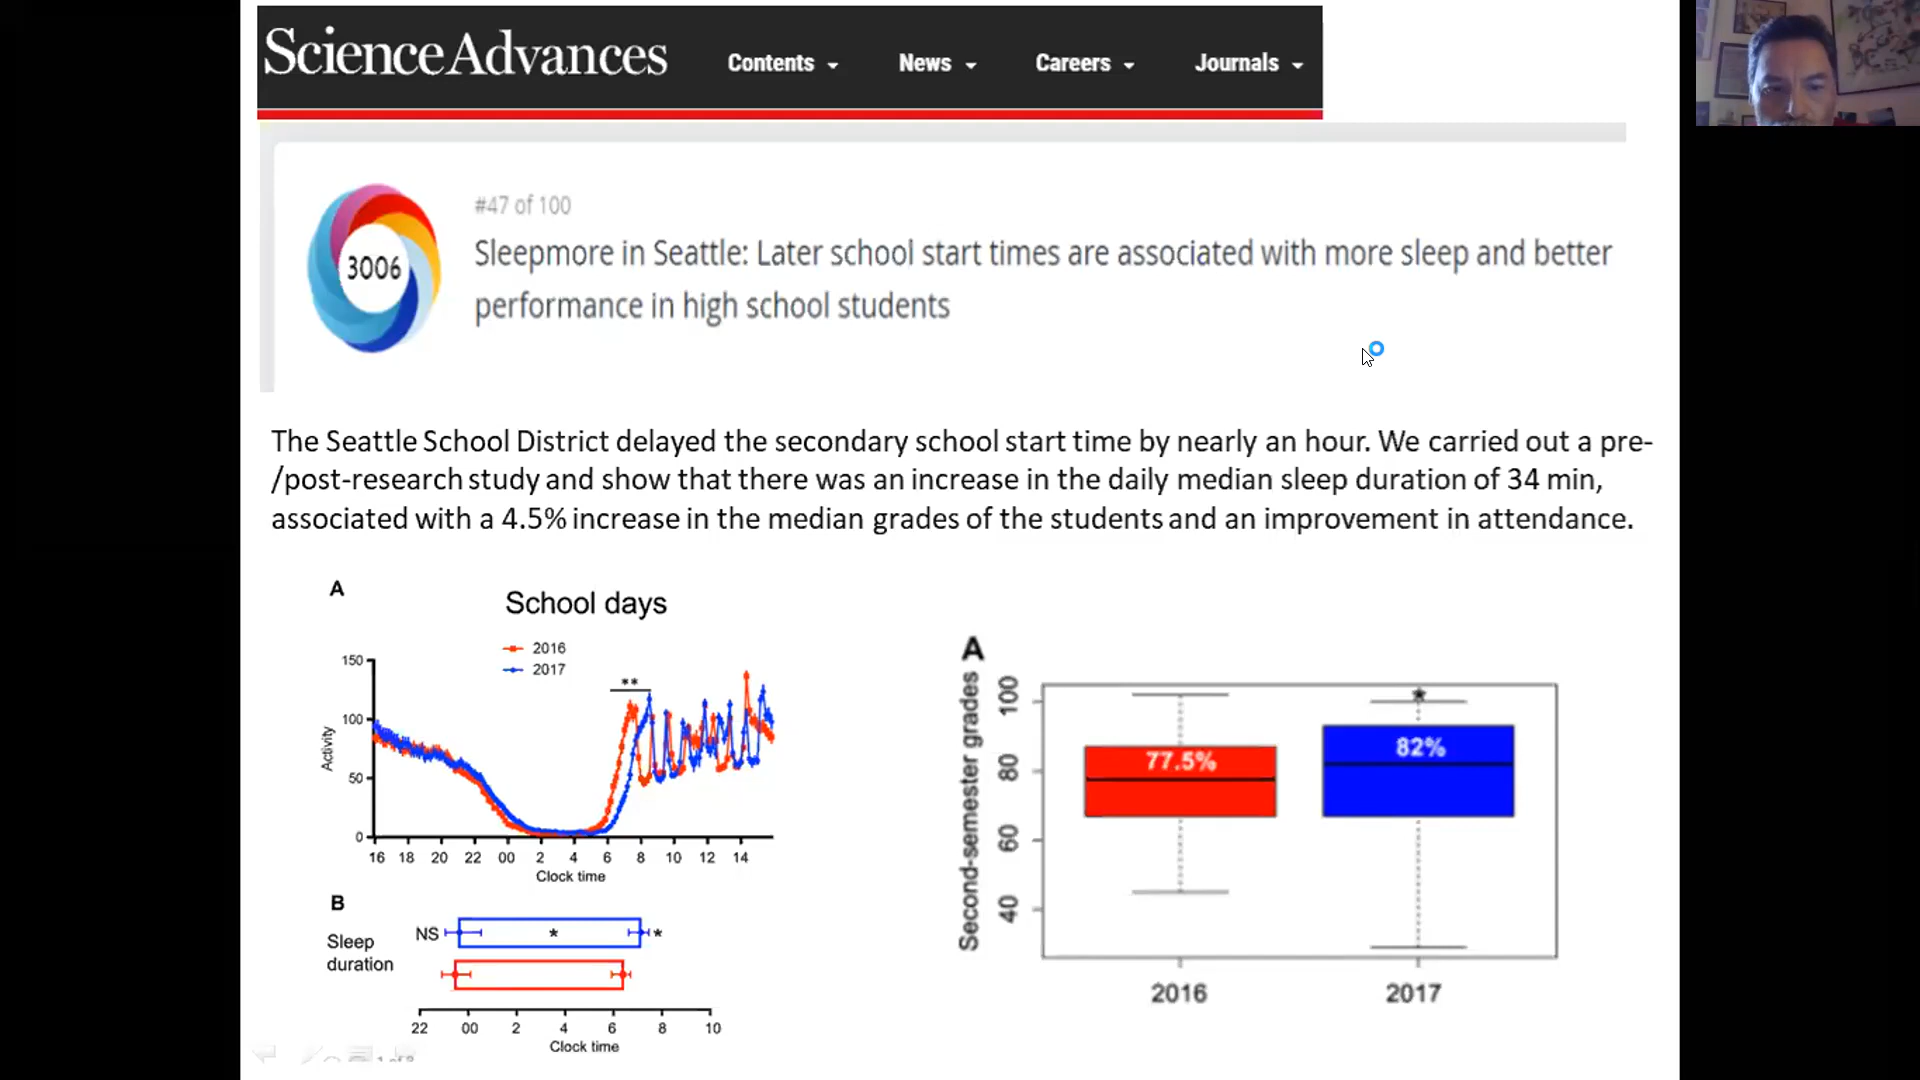 ScienceAdvances Contents News Careers Journals
#47 of 100
3006
Sleepmore in Seattle: Later school start times are associated with more sleep and better
performance in high school students
The Seattle School District delayed the secondary school start time by nearly an hour. We carried out a pre-
/post-research study and show that there was an increase in the daily median sleep duration of 34 min,
associated with a 4.5% increase in the median grades of the students and an improvement in attendance.
A
School days
2016
2017
**
150
100
50
0
Activity
16 18 20 22 00 2 4 6 8 10 12 14
Clock time
B
Sleep
duration
NS * *
22 00 2 4 6 8 10
Clock time
A
Second-semester grades
100
80
60
40
*
77.5%
82%
2016 2017